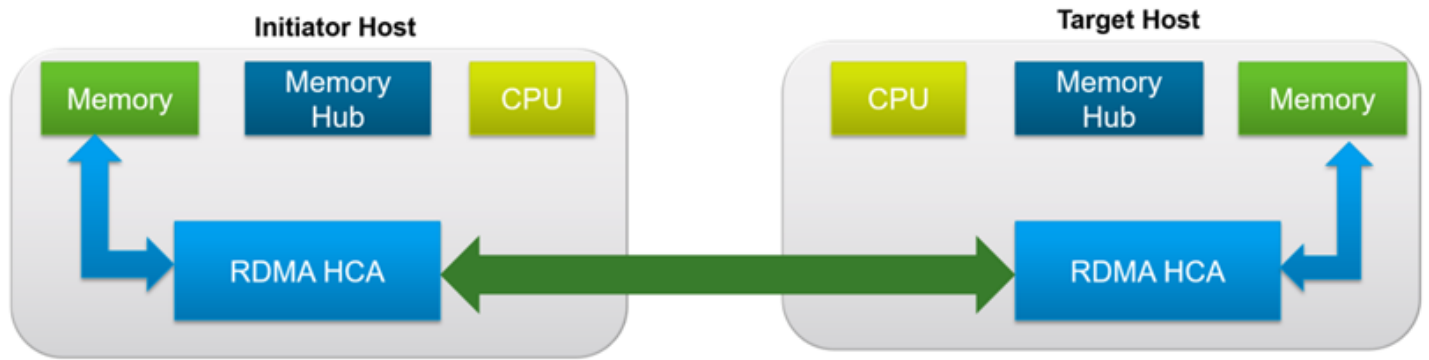 Initiator Host
Target Host
Memory
Memory
Hub
CPU
CPU
Memory
Hub
Memory
RDMA HCA
RDMA HCA